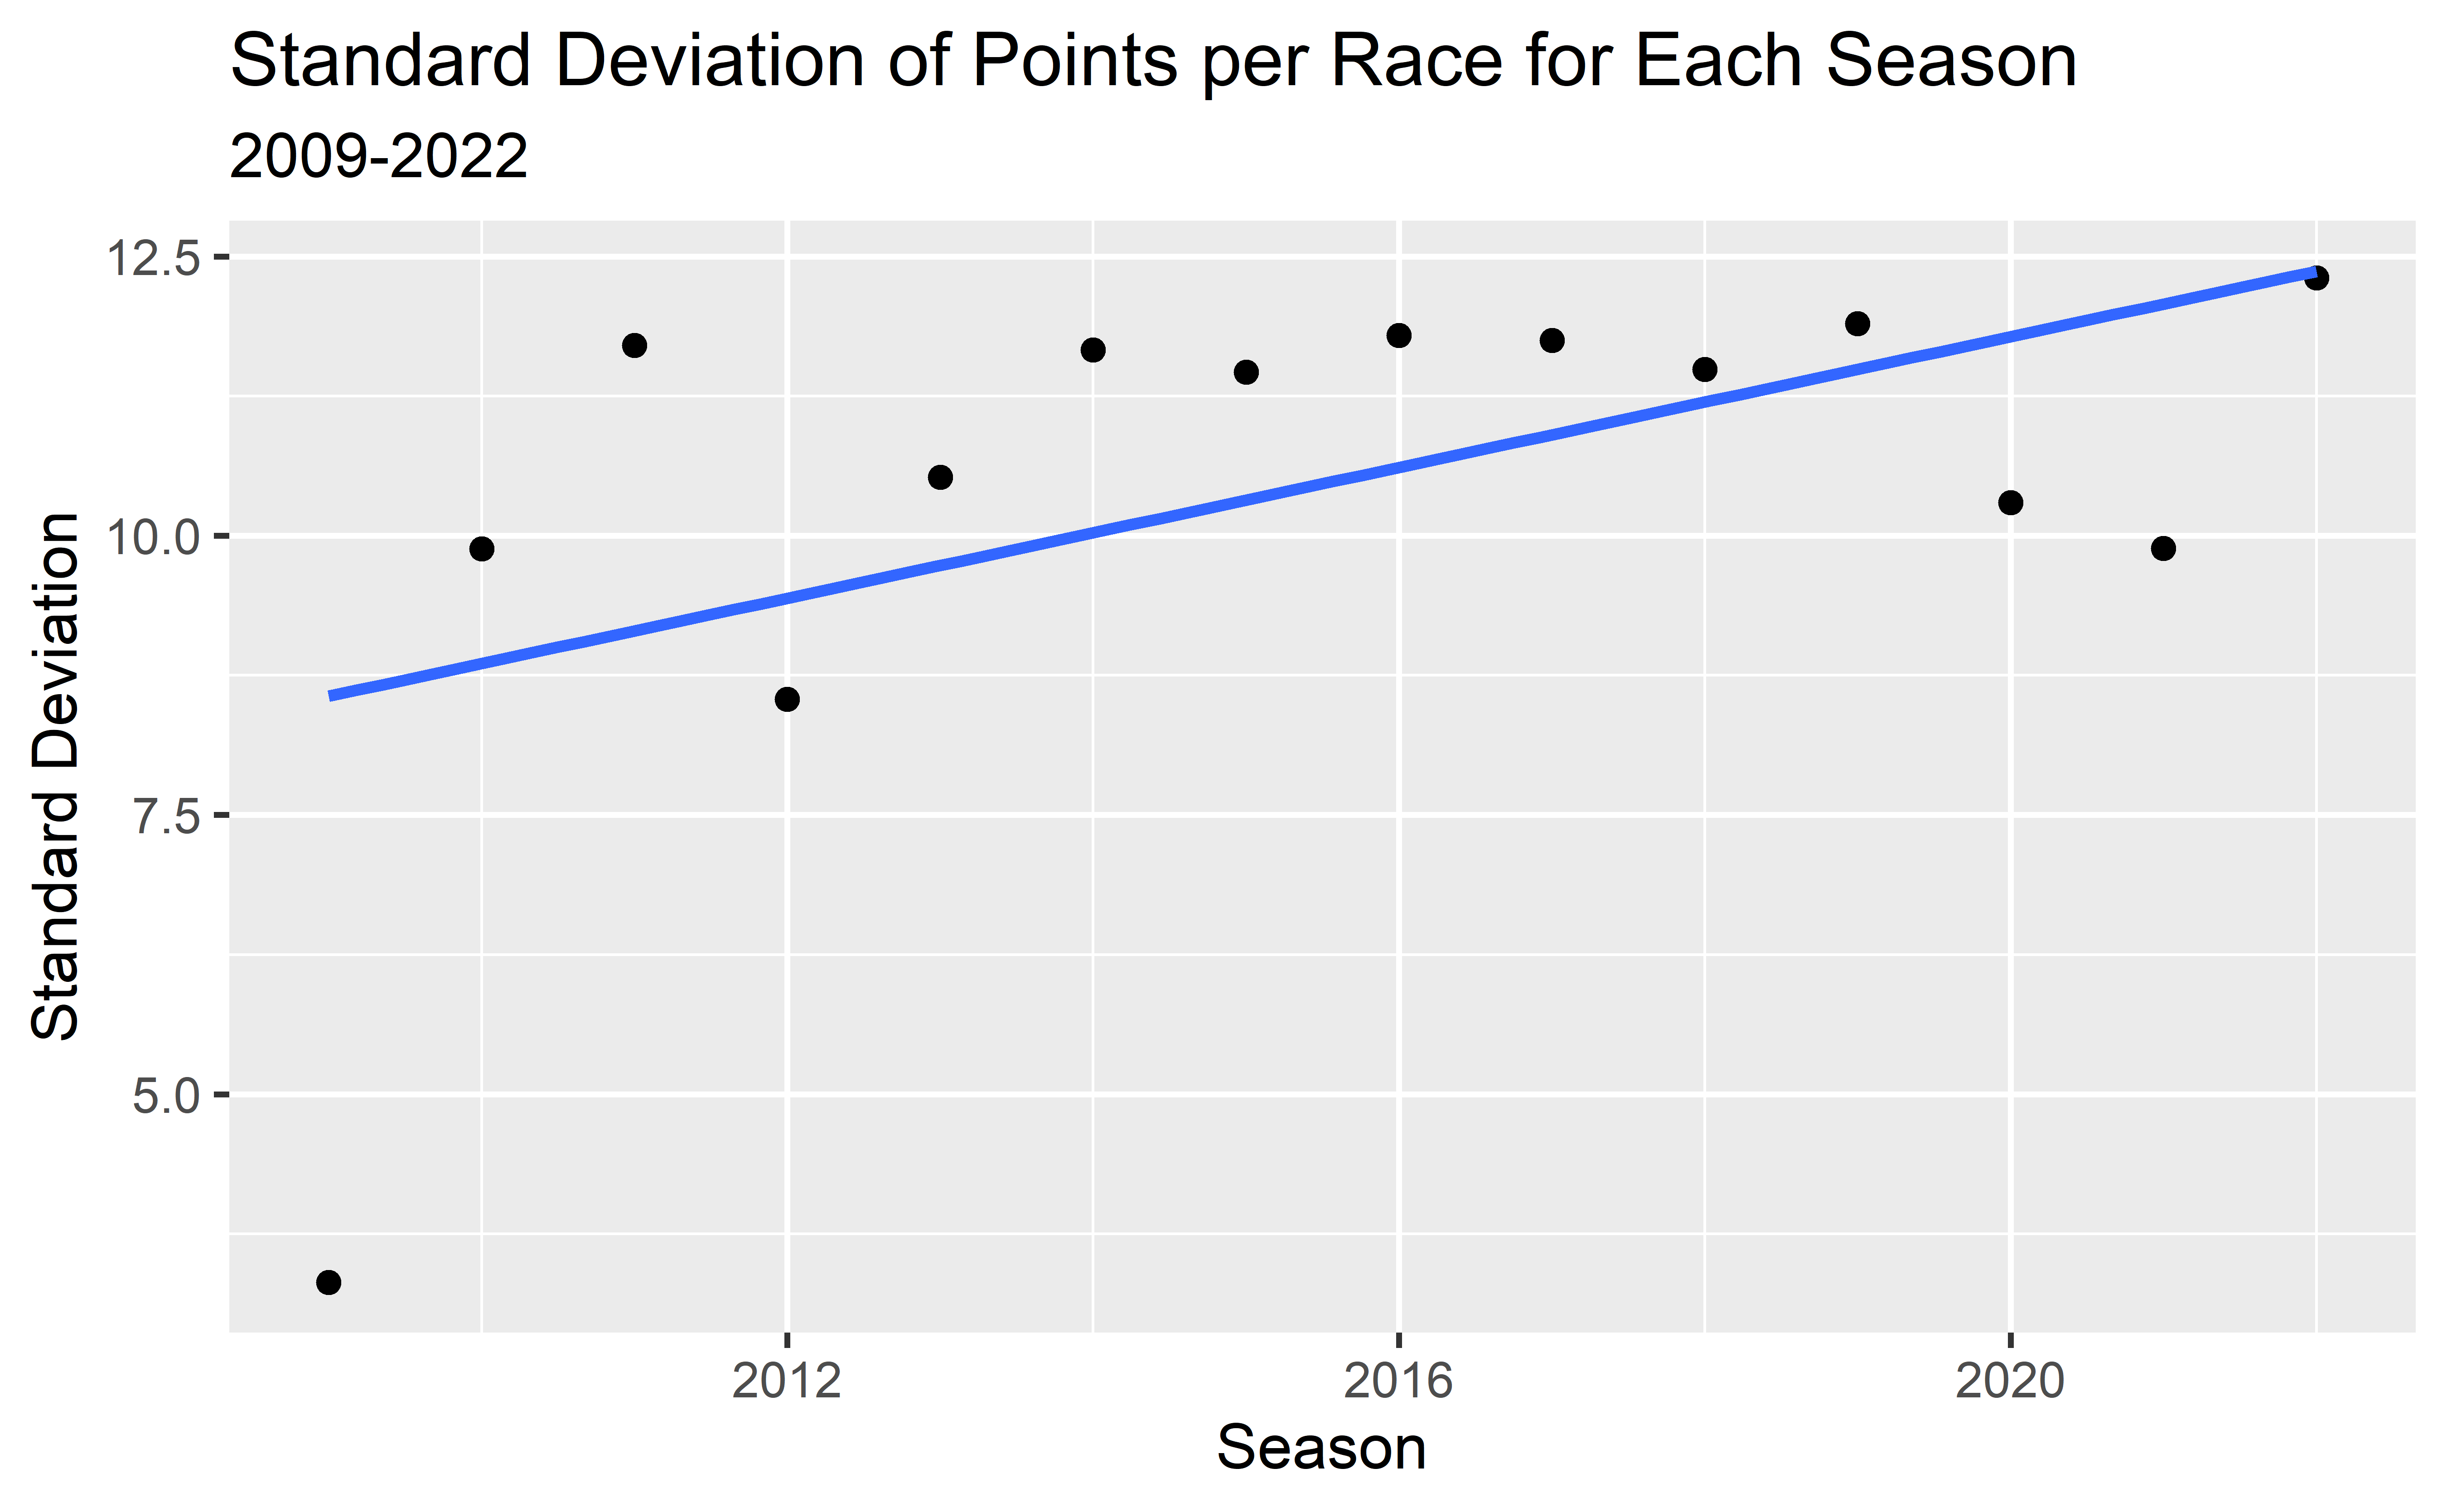 Standard Deviation of Points per Race for Each Season
2009-2022
12.5
10.0
7.5
5.0
Standard Deviation
2012
2016
2020
Season